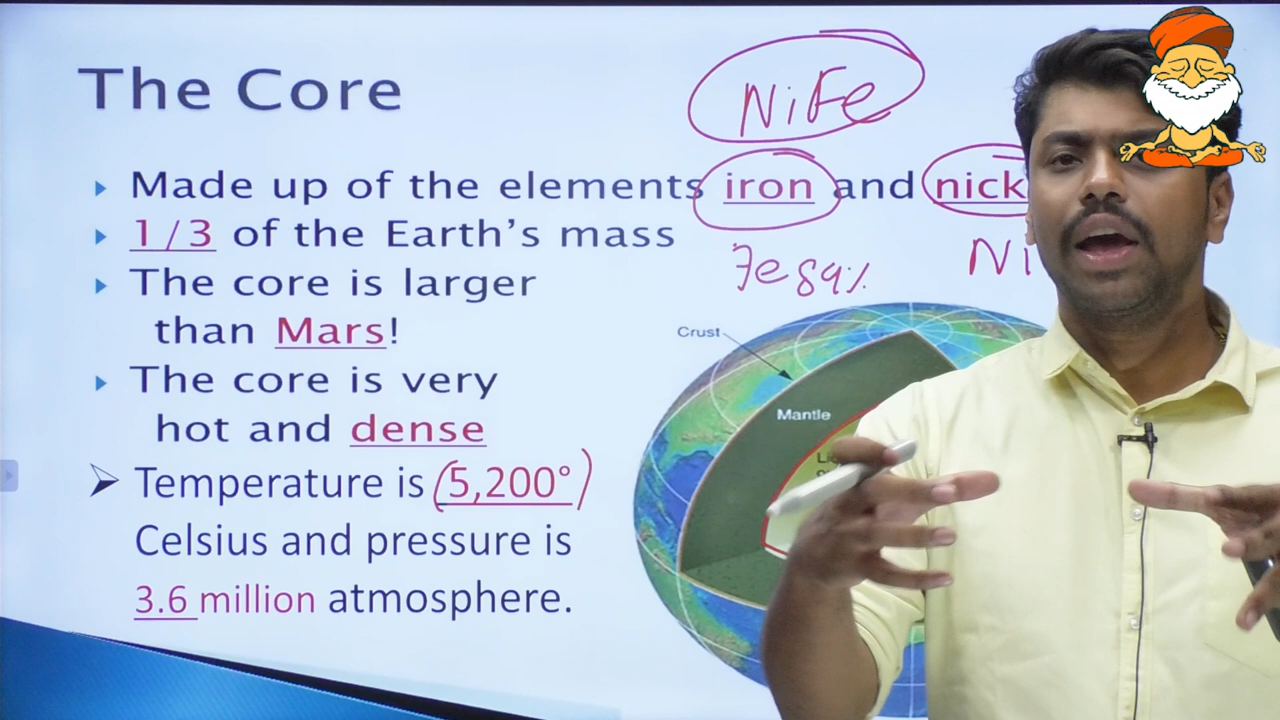 The Core
NiFe
Made up of the elements iron and nick
1/3 of the Earth's mass
Fe 89%
Ni
The core is larger
than Mars!
Crust
The core is very
hot and dense
Mantle
Temperature is (5,200°)
Celsius and pressure is
3.6 million atmosphere.